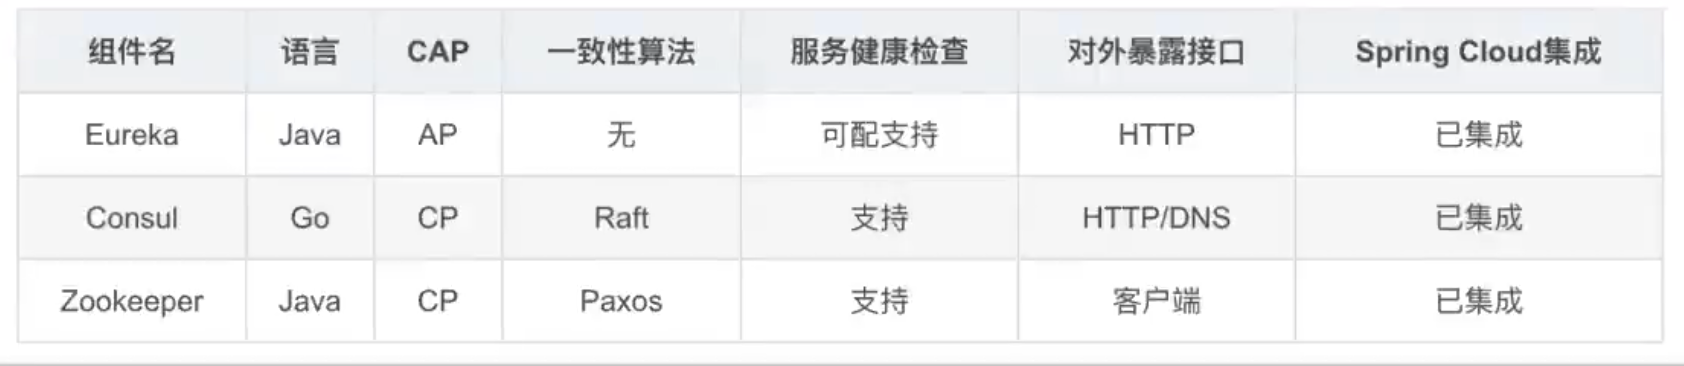 组件名 语言 CAP 一致性算法 服务健康检查 对外暴露接口 Spring Cloud集成
Eureka Java AP 无 可配支持 HTTP 已集成
Consul Go CP Raft 支持 HTTP/DNS 已集成
Zookeeper Java CP Paxos 支持 客户端 已集成